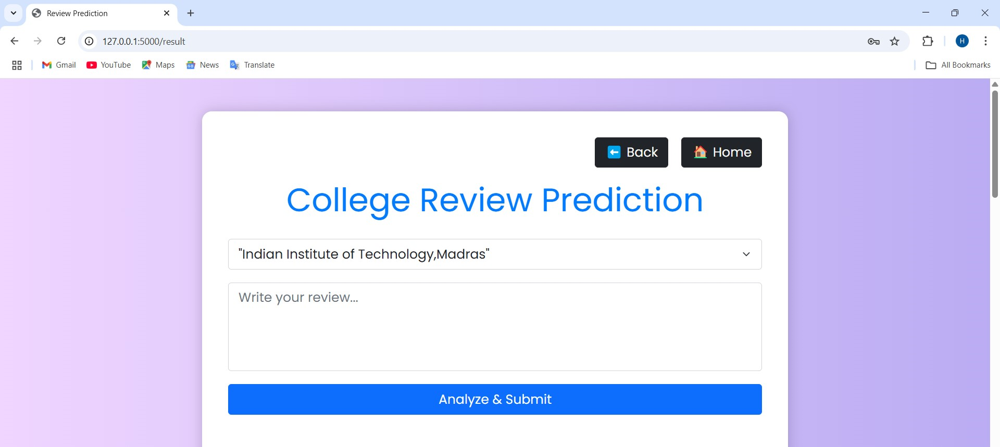 Review Prediction
127.0.0.1:5000/result
H
Gmail YouTube Maps News Translate All Bookmarks
Back Home
College Review Prediction
"Indian Institute of Technology,Madras"
Write your review...
Analyze & Submit